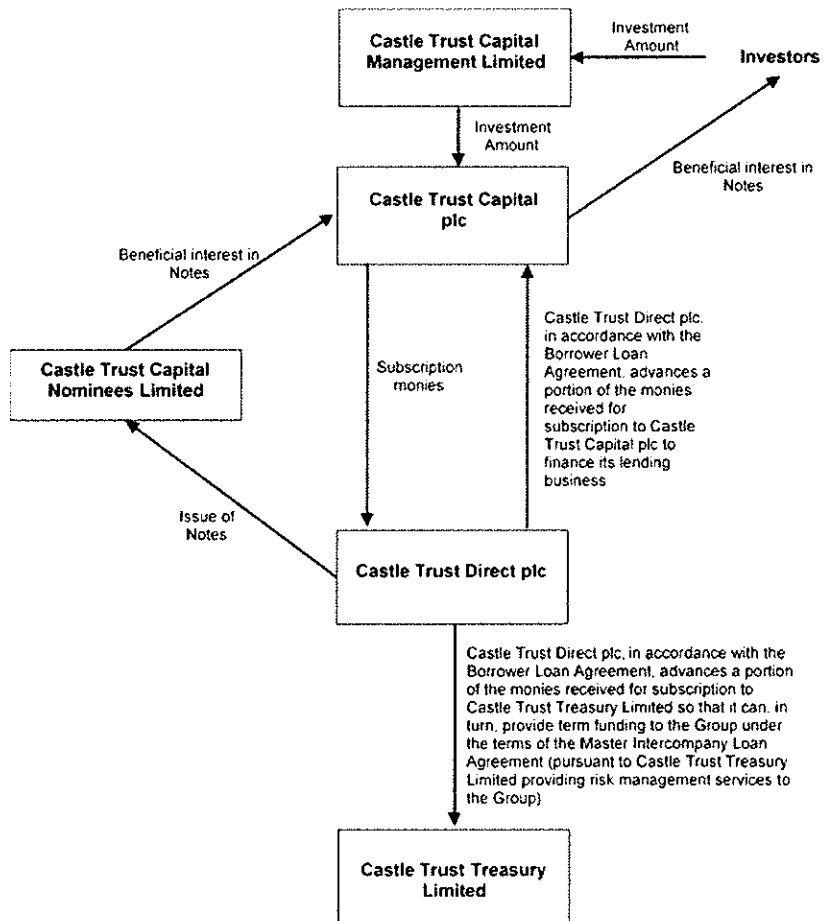 Castle Trust Capital
Management Limited
Investment
Amount
Investors
Investment
Amount
Castle Trust Capital
plc
Beneficial interest in
Notes
Beneficial interest in
Notes
Castle Trust Capital
Nominees Limited
Subscription
monies
Castle Trust Direct plc,
in accordance with the
Borrower Loan
Agreement, advances a
portion of the monies
received for
subscription to Castle
Trust Capital plc to
finance its lending
business
Issue of
Notes
Castle Trust Direct plc
Castle Trust Direct plc, in accordance with the
Borrower Loan Agreement, advances a portion
of the monies received for subscription to
Castle Trust Treasury Limited so that it can, in
turn, provide term funding to the Group under
the terms of the Master Intercompany Loan
Agreement (pursuant to Castle Trust Treasury
Limited providing risk management services to
the Group)
Castle Trust Treasury
Limited